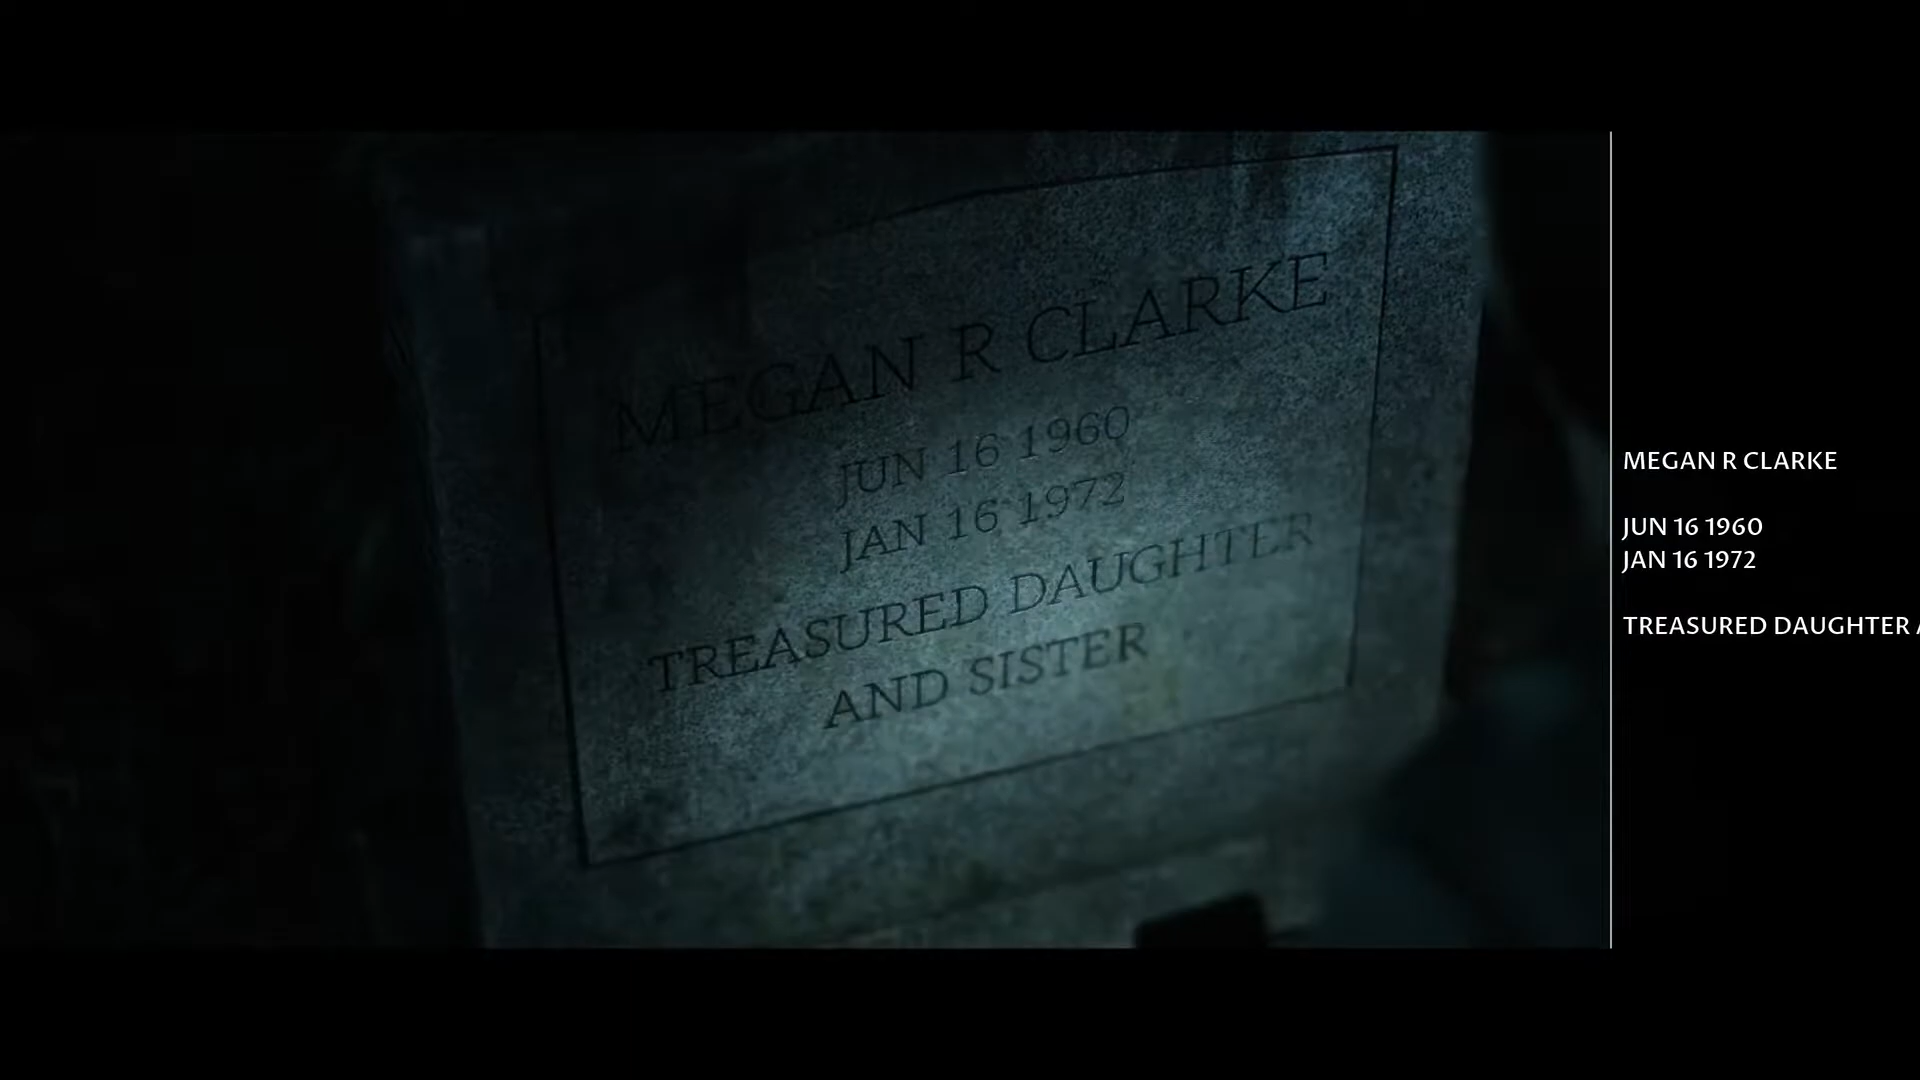 MEGAN R CLARKE
JUN 16 1960
JAN 16 1972
TREASURED DAUGHTER
AND SISTER
MEGAN R CLARKE
JUN 16 1960
JAN 16 1972
TREASURED DAUGHTER